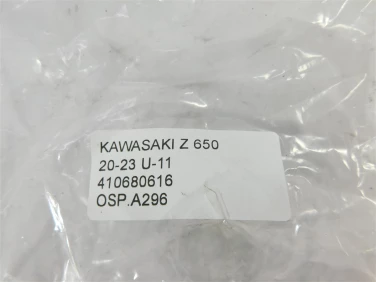 KAWASAKI Z 650
20-23 U-11
410680616
OSP.A296